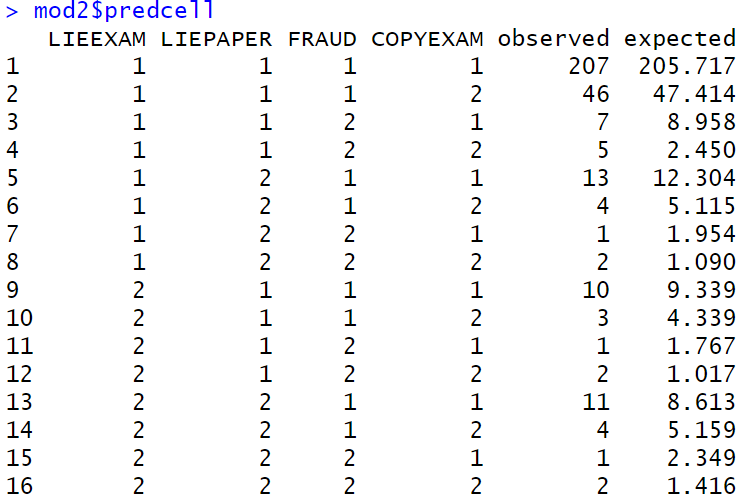 > mod2$predcell
LIEEXAM LIEPAPER FRAUD COPYEXAM observed expected
1 1 1 1 1 207 205.717
2 1 1 1 2 46 47.414
3 1 1 2 1 7 8.958
4 1 1 2 2 5 2.450
5 1 2 1 1 13 12.304
6 1 2 1 2 4 5.115
7 1 2 2 1 1 1.954
8 1 2 2 2 2 1.090
9 2 1 1 1 10 9.339
10 2 1 1 2 3 4.339
11 2 1 2 1 1 1.767
12 2 1 2 2 2 1.017
13 2 2 1 1 11 8.613
14 2 2 1 2 4 5.159
15 2 2 2 1 1 2.349
16 2 2 2 2 2 1.416